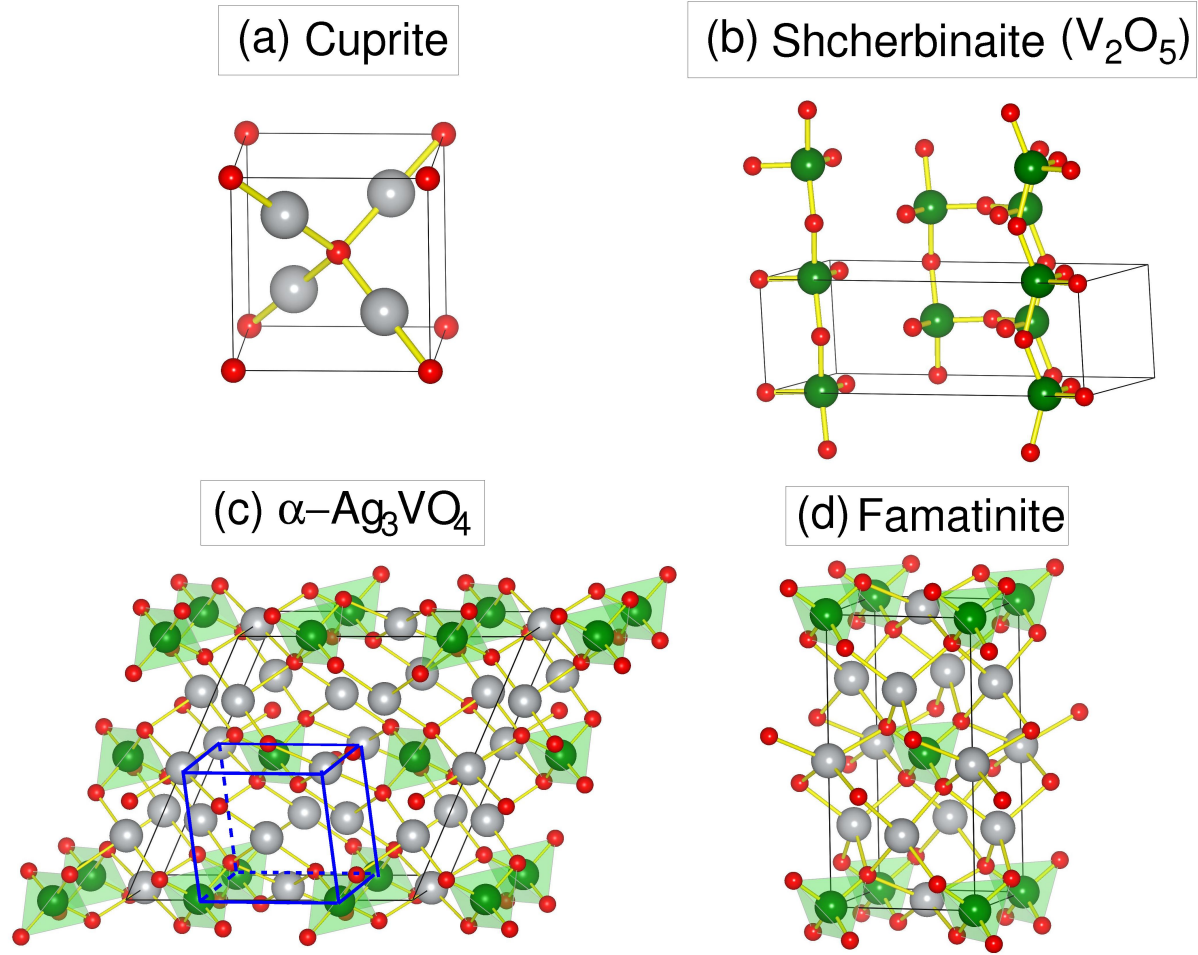 (a) Cuprite
(b) Shcherbinaite (V₂O₅)
(c) α−Ag₃VO₄
(d) Famatinite